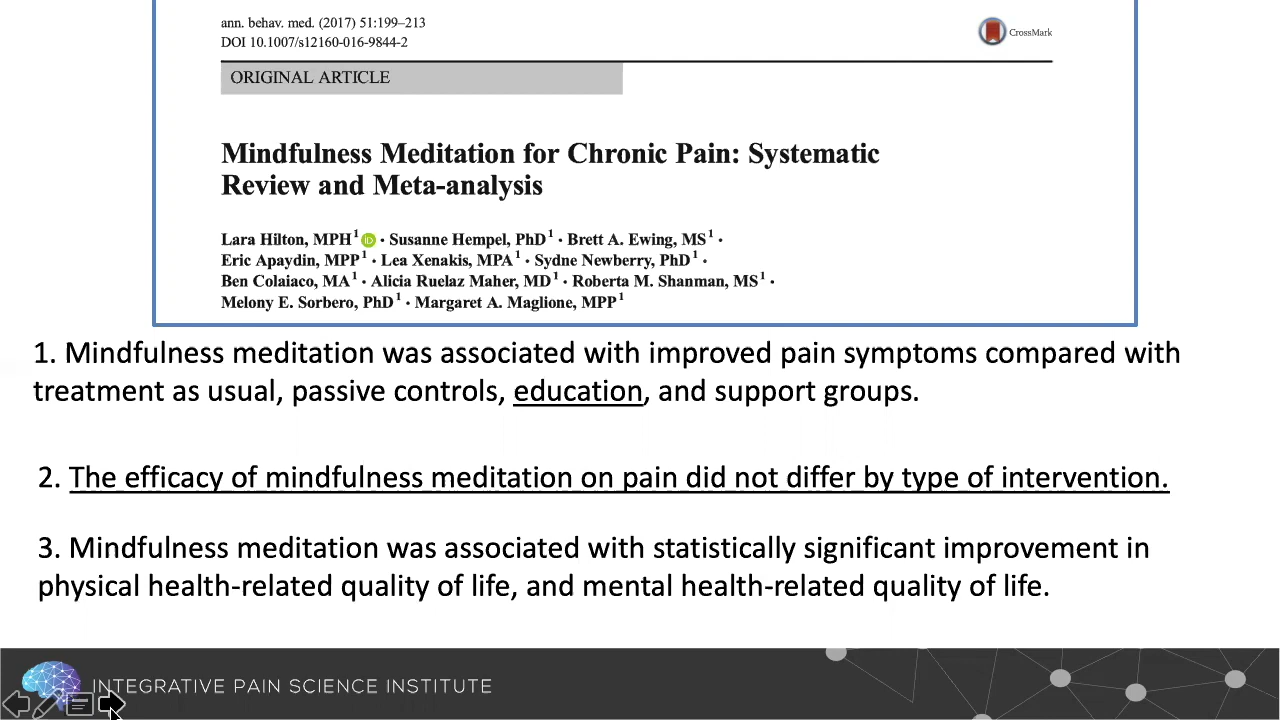 ann. behav. med. (2017) 51:199–213
DOI 10.1007/s12160-016-9844-2
CrossMark
ORIGINAL ARTICLE
Mindfulness Meditation for Chronic Pain: Systematic
Review and Meta-analysis
Lara Hilton, MPH1 iD · Susanne Hempel, PhD1 · Brett A. Ewing, MS1 ·
Eric Apaydin, MPP1 · Lea Xenakis, MPA1 · Sydne Newberry, PhD1 ·
Ben Colaiaco, MA1 · Alicia Ruelaz Maher, MD1 · Roberta M. Shanman, MS1 ·
Melony E. Sorbero, PhD1 · Margaret A. Maglione, MPP1
1. Mindfulness meditation was associated with improved pain symptoms compared with
treatment as usual, passive controls, education, and support groups.
2. The efficacy of mindfulness meditation on pain did not differ by type of intervention.
3. Mindfulness meditation was associated with statistically significant improvement in
physical health-related quality of life, and mental health-related quality of life.
INTEGRATIVE PAIN SCIENCE INSTITUTE